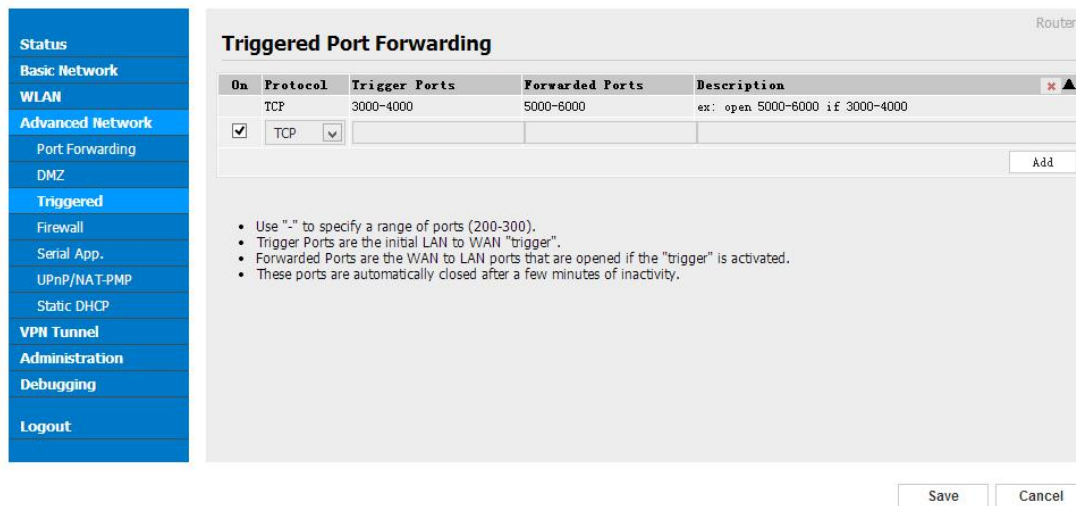 Router
Status
Basic Network
WLAN
Advanced Network
Port Forwarding
DMZ
Triggered
Firewall
Serial App.
UPnP/NAT-PMP
Static DHCP
VPN Tunnel
Administration
Debugging
Logout
Triggered Port Forwarding
On Protocol Trigger Ports Forwarded Ports Description
TCP 3000-4000 5000-6000 ex: open 5000-6000 if 3000-4000
TCP
Add
Use "-" to specify a range of ports (200-300).
Trigger Ports are the initial LAN to WAN "trigger".
Forwarded Ports are the WAN to LAN ports that are opened if the "trigger" is activated.
These ports are automatically closed after a few minutes of inactivity.
Save Cancel